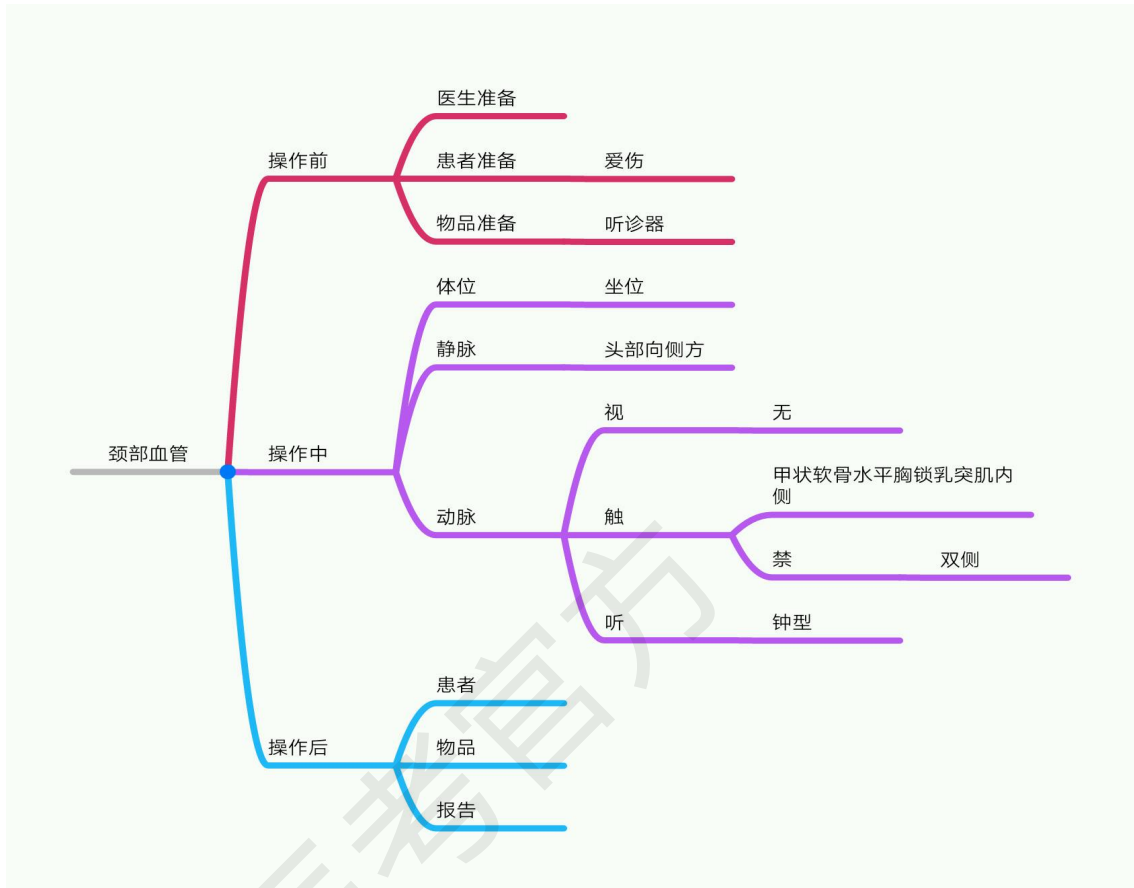 颈部血管
操作前
医生准备
患者准备
爱伤
物品准备
听诊器
操作中
体位
坐位
静脉
头部向侧方
动脉
视
无
触
甲状软骨水平胸锁乳突肌内
侧
禁
双侧
听
钟型
操作后
患者
物品
报告
考官方